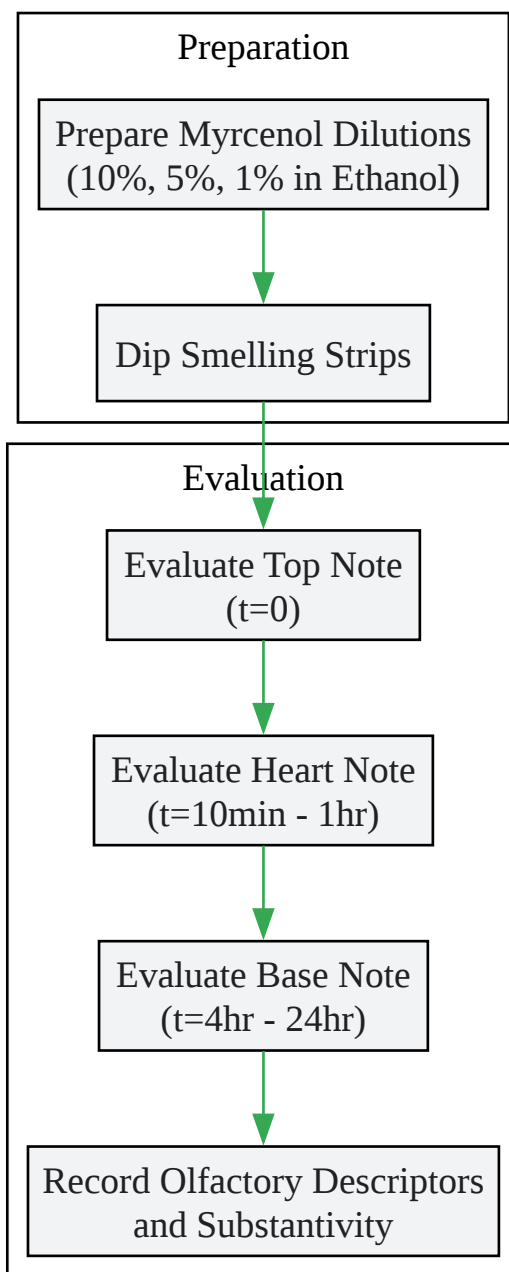 Preparation
Prepare Myrcenol Dilutions
(10%, 5%, 1% in Ethanol)
Dip Smelling Strips
Evaluation
Evaluate Top Note
(t=0)
Evaluate Heart Note
(t=10min - 1hr)
Evaluate Base Note
(t=4hr - 24hr)
Record Olfactory Descriptors
and Substantivity